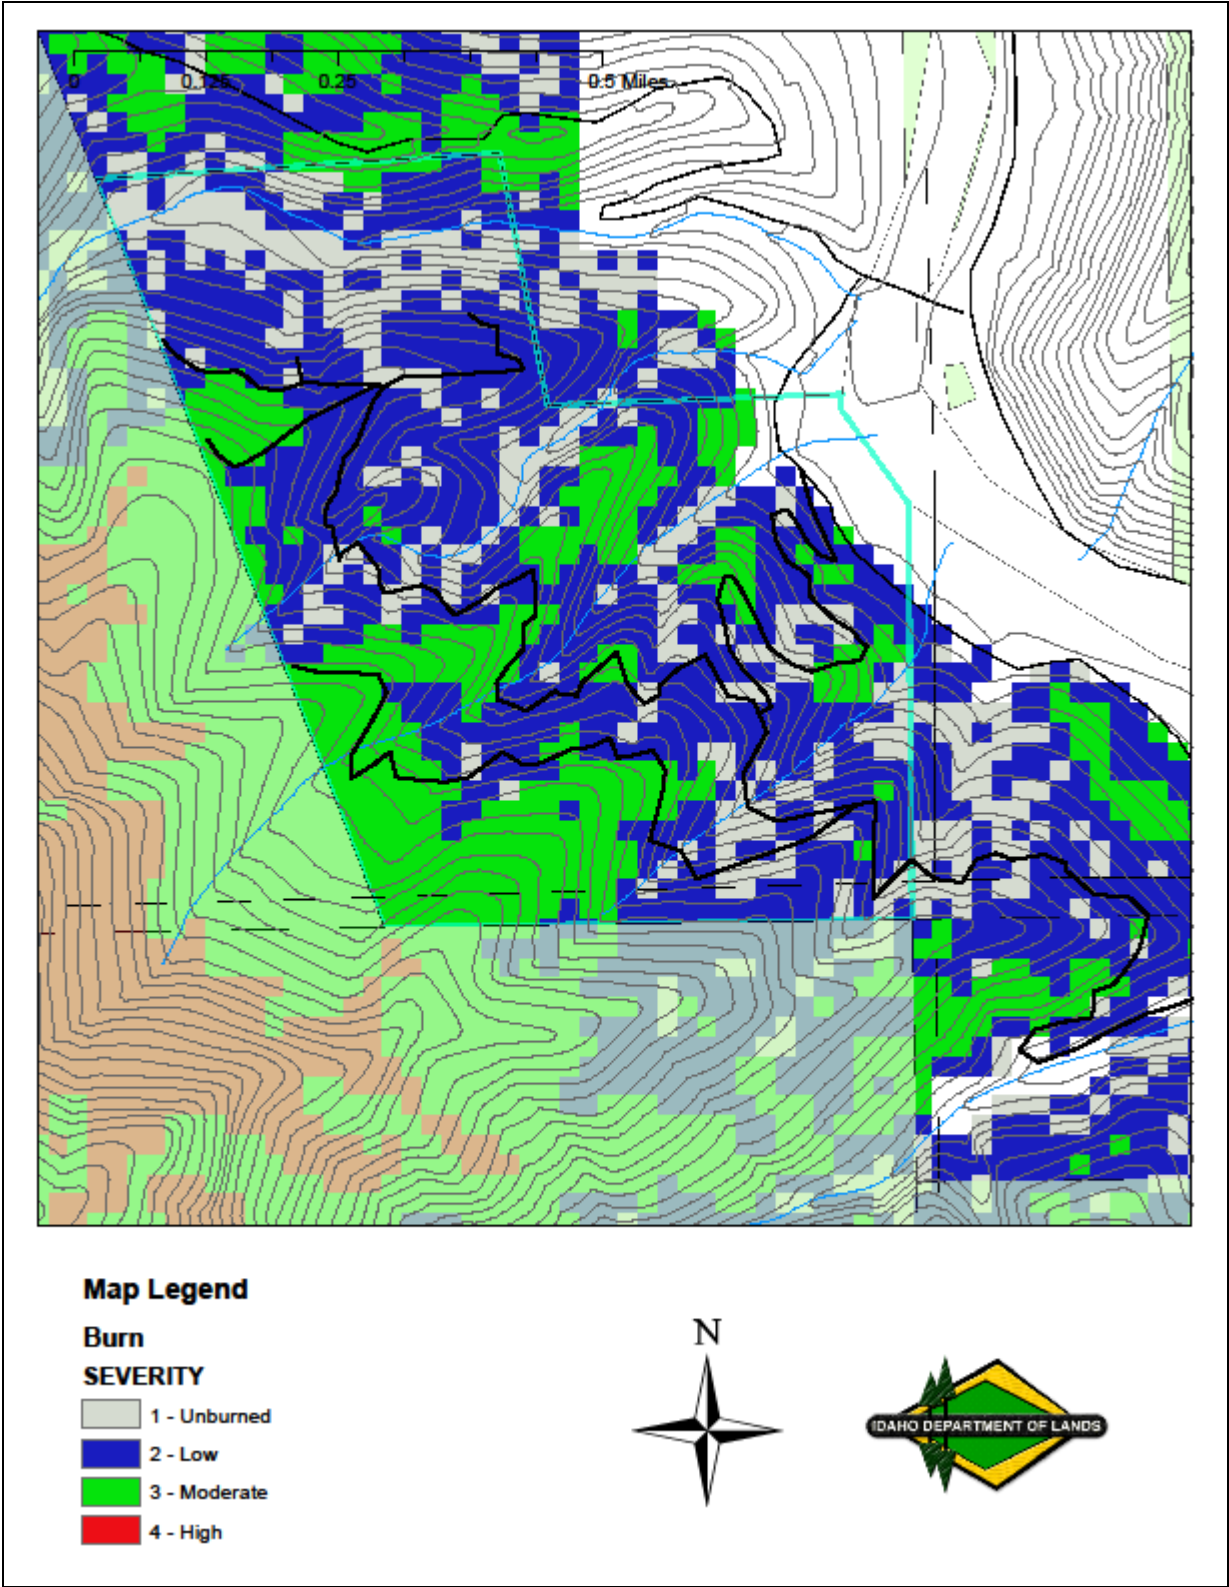 0 0.125 0.25 0.5 Miles
Map Legend
Burn
SEVERITY
1 - Unburned
2 - Low
3 - Moderate
4 - High
N
IDAHO DEPARTMENT OF LANDS